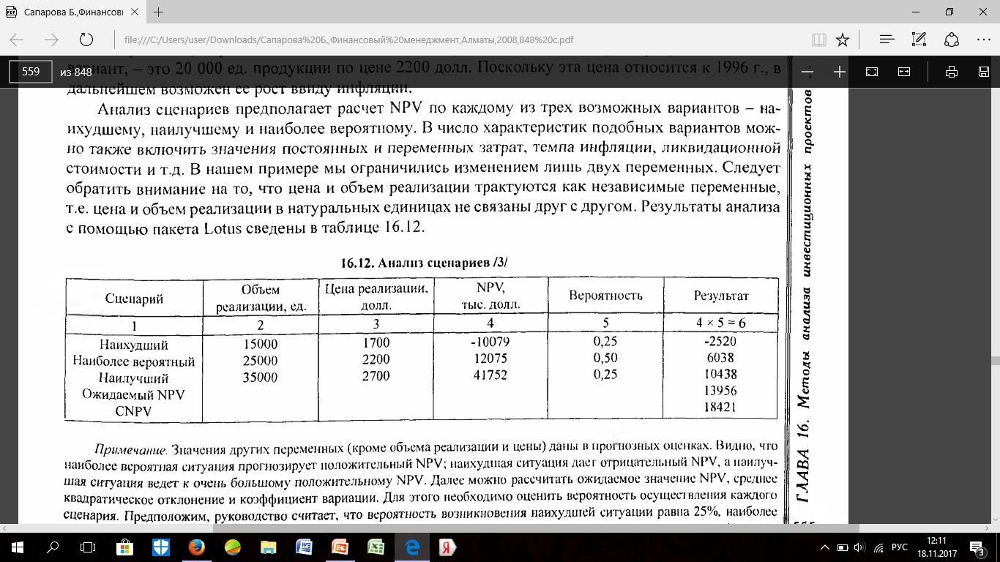 Сапарова Б.,Финансовы
file:///C:/Users/user/Downloads/Сапарова%20Б.,Финансовый%20менеджмент,Алматы,2008,848%20с.pdf
559 из 848
вариант, – это 20 000 ед. продукции по цене 2200 долл. Поскольку эта цена относится к 1996 г., в
дальнейшем возможен ее рост ввиду инфляции.
Анализ сценариев предполагает расчет NPV по каждому из трех возможных вариантов – на-
ихудшему, наилучшему и наиболее вероятному. В число характеристик подобных вариантов мож-
но также включить значения постоянных и переменных затрат, темпа инфляции, ликвидационной
стоимости и т.д. В нашем примере мы ограничились изменением лишь двух переменных. Следует
обратить внимание на то, что цена и объем реализации трактуются как независимые переменные,
т.е. цена и объем реализации в натуральных единицах не связаны друг с другом. Результаты анализа
с помощью пакета Lotus сведены в таблице 16.12.
16.12. Анализ сценариев /3/
Сценарий Объем реализации, ед. Цена реализации, долл. NPV, тыс. долл. Вероятность Результат
1 2 3 4 5 4 × 5 = 6
Наихудший 15000 1700 -10079 0,25 -2520
Наиболее вероятный 25000 2200 12075 0,50 6038
Наилучший 35000 2700 41752 0,25 10438
Ожидаемый NPV 13956
CNPV 18421
Примечание. Значения других переменных (кроме объема реализации и цены) даны в прогнозных оценках. Видно, что
наиболее вероятная ситуация прогнозирует положительный NPV; наихудшая ситуация дает отрицательный NPV, а наилуч-
шая ситуация ведет к очень большому положительному NPV. Далее можно рассчитать ожидаемое значение NPV, среднее
квадратическое отклонение и коэффициент вариации. Для этого необходимо оценить вероятность осуществления каждого
сценария. Предположим, руководство считает, что вероятность возникновения наихудшей ситуации равна 25%, наиболее
ГЛАВА 16. Методы анализа инвестиционных проектов
РУС
12:11
18.11.2017
3